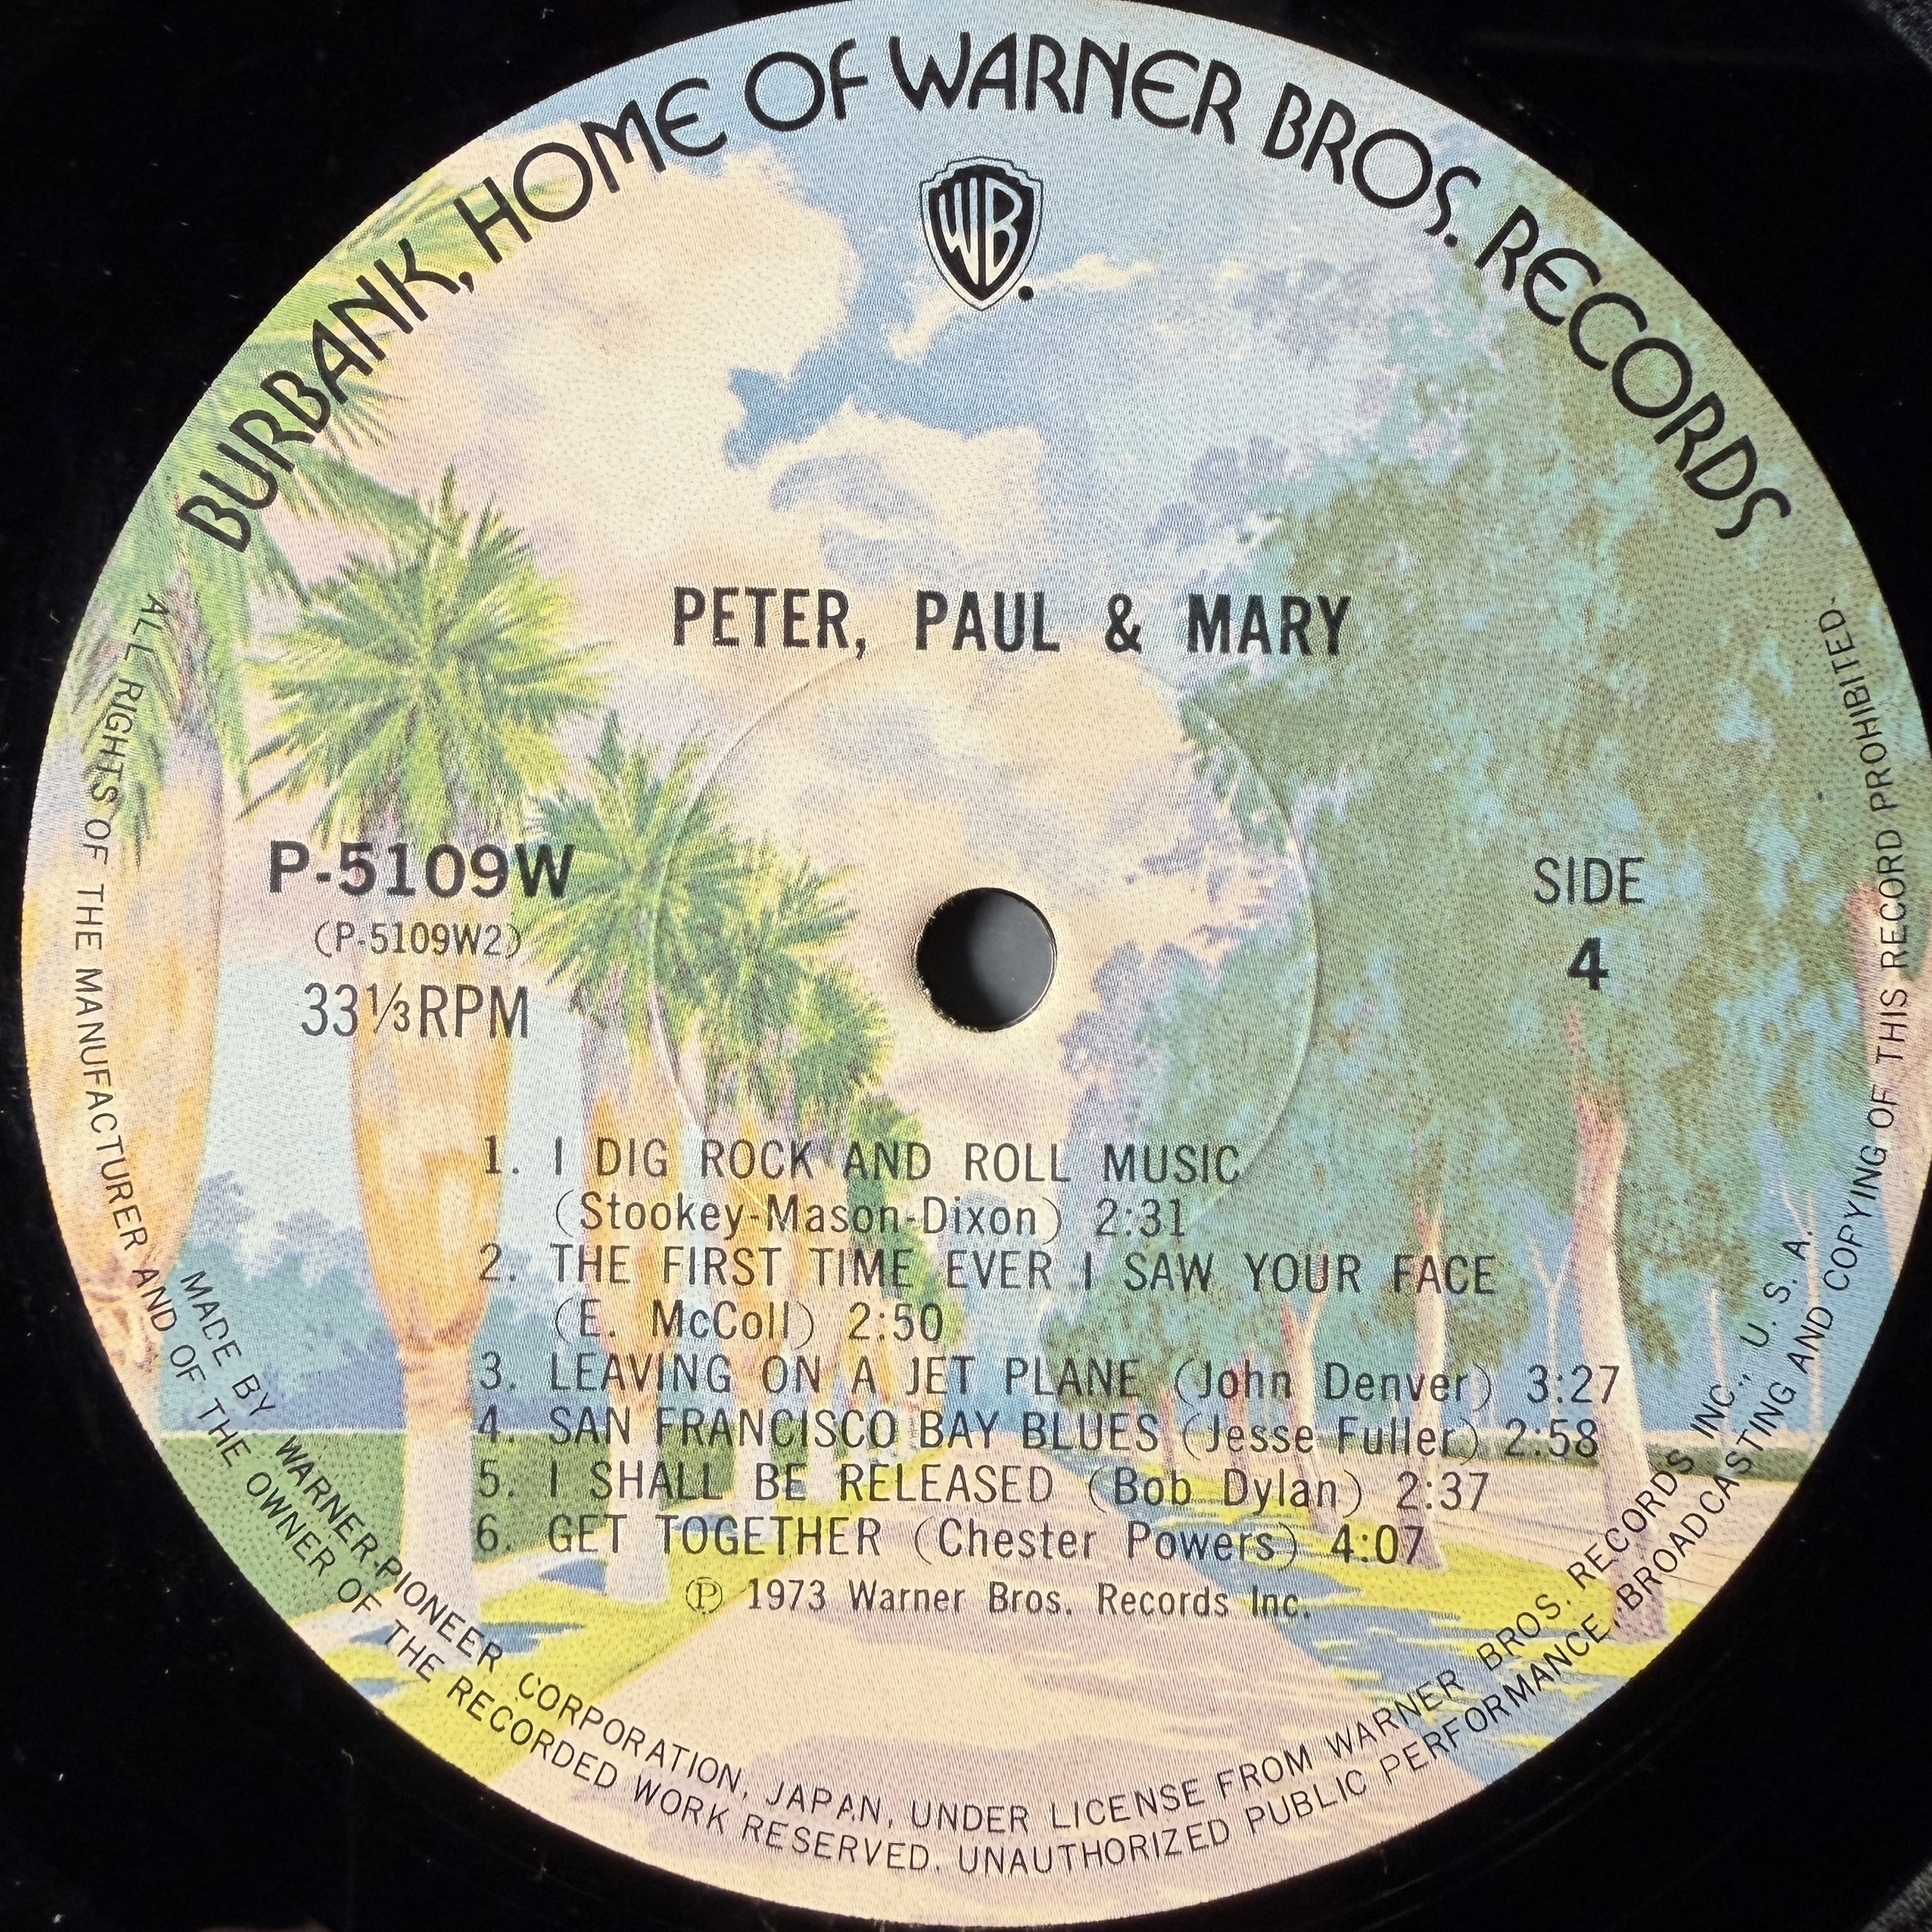 BURBANK, HOME OF WARNER BROS. RECORDS
WB
PETER, PAUL & MARY
P-5109W
(P-5109W2)
33⅓RPM
SIDE
4
1. I DIG ROCK AND ROLL MUSIC
(Stookey-Mason-Dixon) 2:31
2. THE FIRST TIME EVER I SAW YOUR FACE
(E. McColl) 2:50
3. LEAVING ON A JET PLANE (John Denver) 3:27
4. SAN FRANCISCO BAY BLUES (Jesse Fuller) 2:58
5. I SHALL BE RELEASED (Bob Dylan) 2:37
6. GET TOGETHER (Chester Powers) 4:07
Ⓟ 1973 Warner Bros. Records Inc.
MADE BY WARNER-PIONEER CORPORATION, JAPAN, UNDER LICENSE FROM WARNER BROS. RECORDS INC., U. S. A.
ALL RIGHTS OF THE MANUFACTURER AND OF THE OWNER OF THE RECORDED WORK RESERVED. UNAUTHORIZED PUBLIC PERFORMANCE, BROADCASTING AND COPYING OF THIS RECORD PROHIBITED.